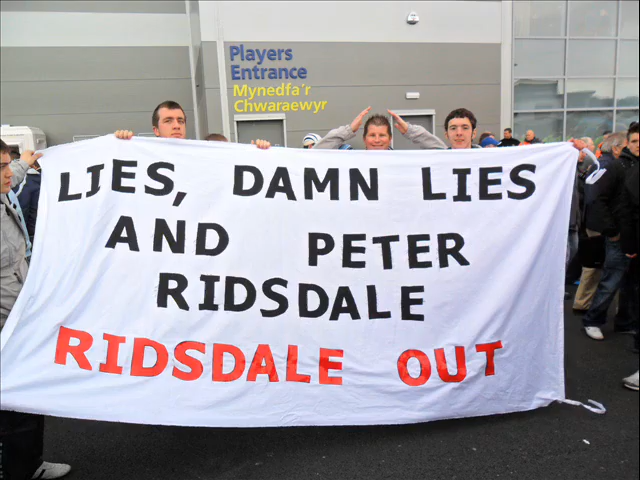 Players
Entrance
Mynedfa'r
Chwaraewyr
LIES, DAMN LIES
AND PETER
RIDSDALE
RIDSDALE OUT